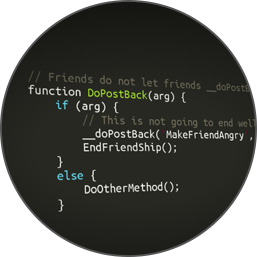 // Friends do not let friends __doPostB
function DoPostBack(arg) {
if (arg) {
// This is not going to end well
__doPostBack('MakeFriendAngry',
EndFriendShip();
}
else {
DoOtherMethod();
}